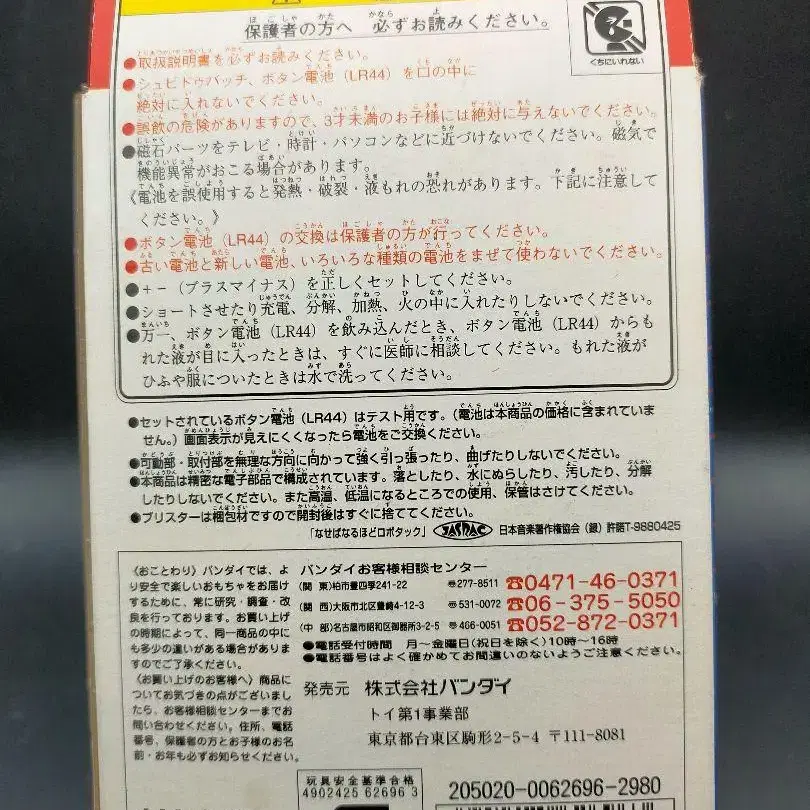 保護者の方へ 必ずお読みください。
くちにいれない
●取扱説明書を必ずお読みください。
●シュビドゥバッチ、ボタン電池(LR44)を口の中に
絶対に入れないでください。
●誤飲の危険がありますので、3才未満のお子様には絶対に与えないでください。
●磁石パーツをテレビ・時計・パソコンなどに近づけないでください。磁気で
機能異常がおこる場合があります。
《電池を誤使用すると発熱・破裂・液もれの恐れがあります。下記に注意して
ください。》
●ボタン電池(LR44)の交換は保護者の方が行ってください。
●古い電池と新しい電池、いろいろな種類の電池をまぜて使わないでください。
●+-(プラスマイナス)を正しくセットしてください。
●ショートさせたり充電、分解、加熱、火の中に入れたりしないでください。
●万一、ボタン電池(LR44)を飲み込んだとき、ボタン電池(LR44)からも
れた液が目に入ったときは、すぐに医師に相談してください。もれた液が
ひふや服についたときは水で洗ってください。
●セットされているボタン電池(LR44)はテスト用です。(電池は本商品の価格に含まれていま
せん。)画面表示が見えにくくなったら電池をご交換ください。
●可動部・取付部を無理な方向に向かって強く引っ張ったり、曲げたりしないでください。
●本商品は精密な電子部品で構成されています。落としたり、水にぬらしたり、汚したり、分解
したりしないでください。また高温、低温になるところでの使用、保管はさけてください。
●ブリスターは梱包材ですので開封後はすぐに捨ててください。
「なせばなるほどロボタック」 JASRAC 日本音楽著作権協会(録)許諾T-9880425
〈おことわり〉バンダイでは、よ
り安全で楽しいおもちゃをお届け
するために、常に研究・調査・改
良を行っております。お買い上げ
の時期によって、同一商品の中に
も多少の違いがある場合がありま
すのでご了承ください。
〈お買い上げのお客様へ〉商品に
ついてお気づきの点がございまし
たら、お客様相談センターまでお
問い合わせください。住所、電話
番号、保護者の方とお子様のお名
前・お年も必ずお知らせください。
バンダイお客様相談センター
(関 東)柏市豊四季241-22 〠277-8511 ☎0471-46-0371
(関 西)大阪市北区豊崎4-12-3 〠531-0072 ☎06-375-5050
(中 部)名古屋市昭和区御器所3-2-5 〠466-0051 ☎052-872-0371
●電話受付時間 月～金曜日(祝日を除く)10時～16時
●電話番号はよく確かめてお間違いのないようご注意ください。
発売元 株式会社バンダイ
トイ第1事業部
東京都台東区駒形2-5-4 〒111-8081
玩具安全基準合格
4902425 62696 3
205020-0062696-2980